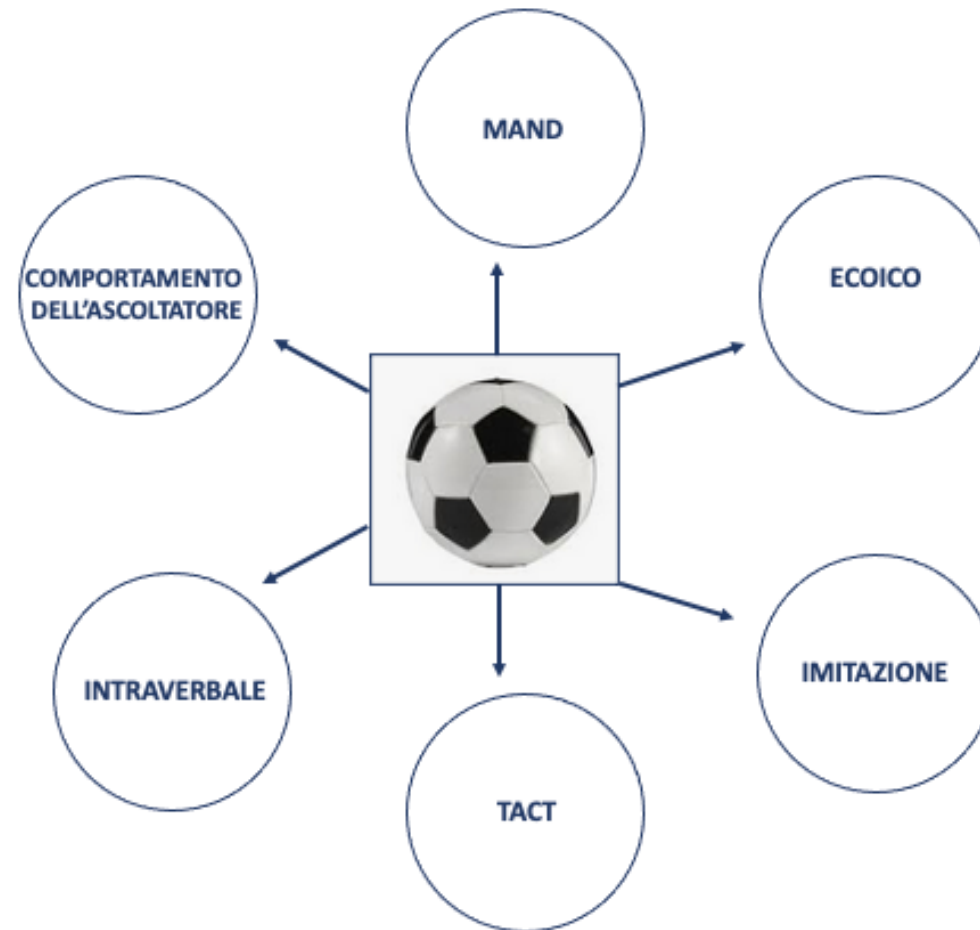 MAND
COMPORTAMENTO
DELL'ASCOLTATORE
ECOICO
INTRAVERBALE
IMITAZIONE
TACT